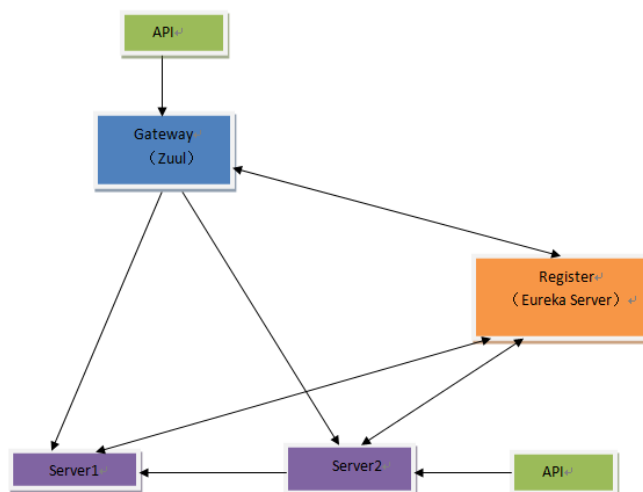 API
Gateway
（Zuul）
Register
（Eureka Server）
Server1
Server2
API